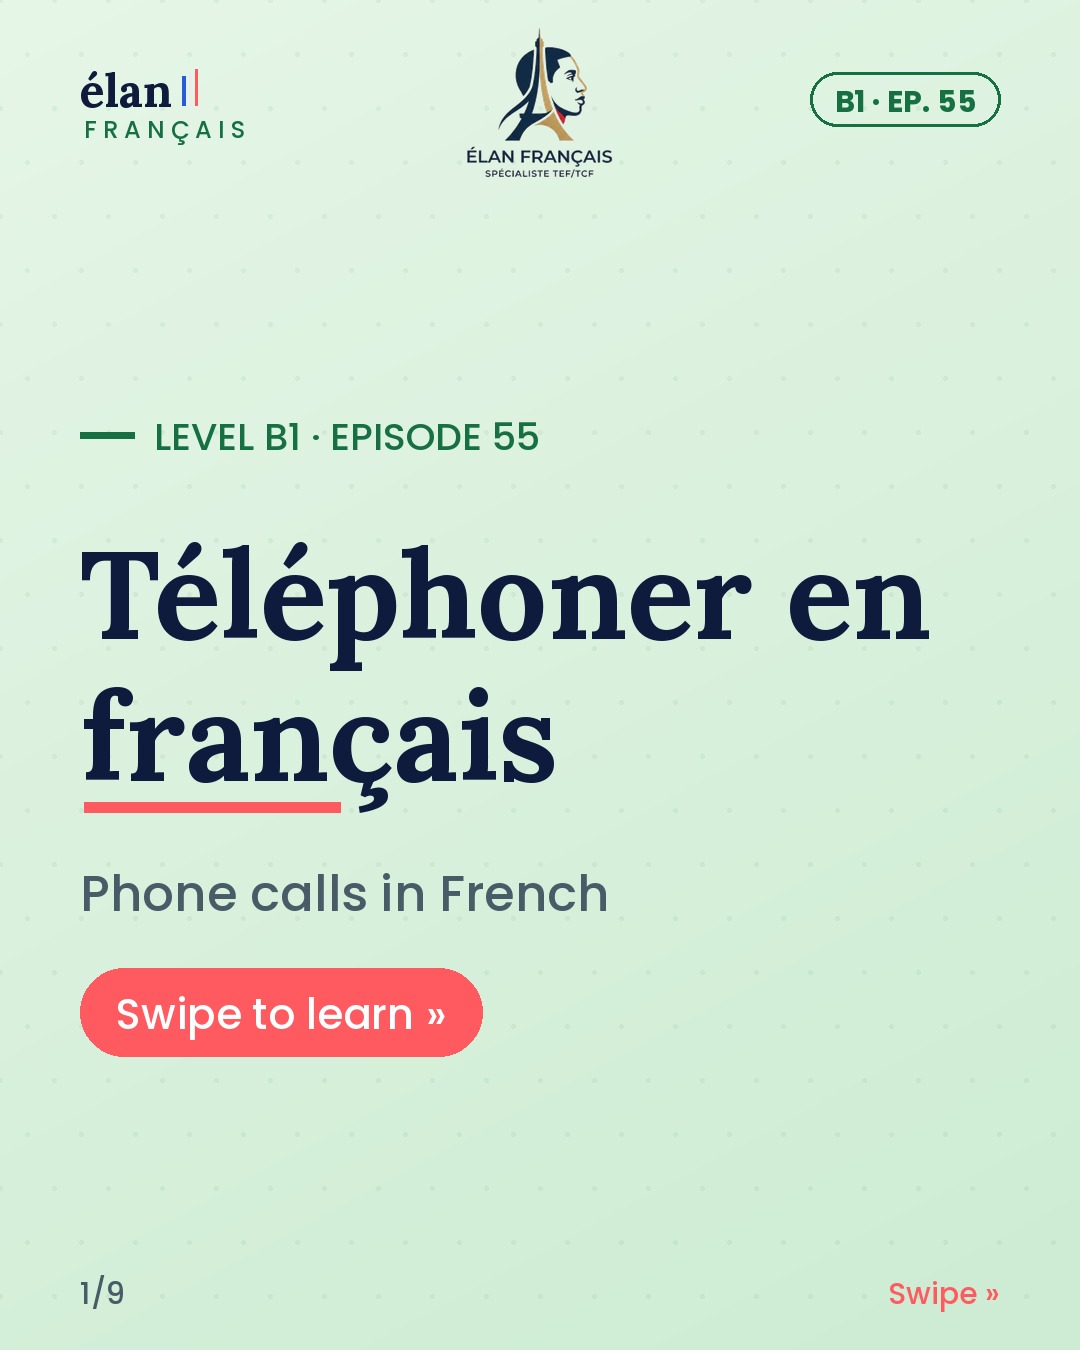 élan
FRANÇAIS
ÉLAN FRANÇAIS
SPÉCIALISTE TEF/TCF
B1 · EP. 55
LEVEL B1 · EPISODE 55
Téléphoner en
français
Phone calls in French
Swipe to learn »
1/9
Swipe »